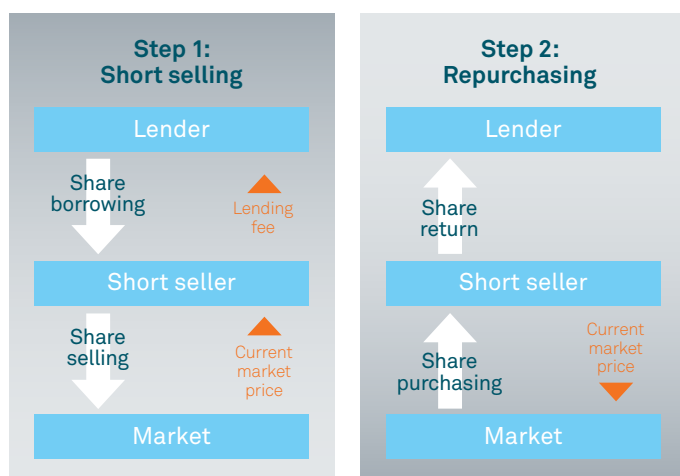 Step 1:
Short selling
Lender
Share
borrowing
Lending
fee
Short seller
Share
selling
Current
market
price
Market
Step 2:
Repurchasing
Lender
Share
return
Short seller
Share
purchasing
Current
market
price
Market